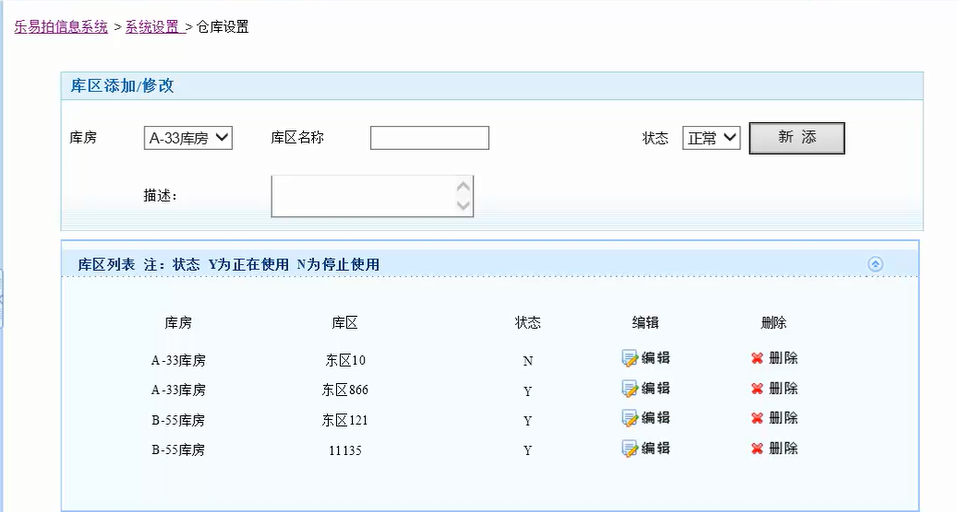 乐易拍信息系统 > 系统设置 > 仓库设置
库区添加/修改
库房 A-33库房 库区名称 状态 正常 新 添
描述：
库区列表 注：状态 Y为正在使用 N为停止使用
库房 库区 状态 编辑 删除
A-33库房 东区10 N 编辑 删除
A-33库房 东区866 Y 编辑 删除
B-55库房 东区121 Y 编辑 删除
B-55库房 11135 Y 编辑 删除